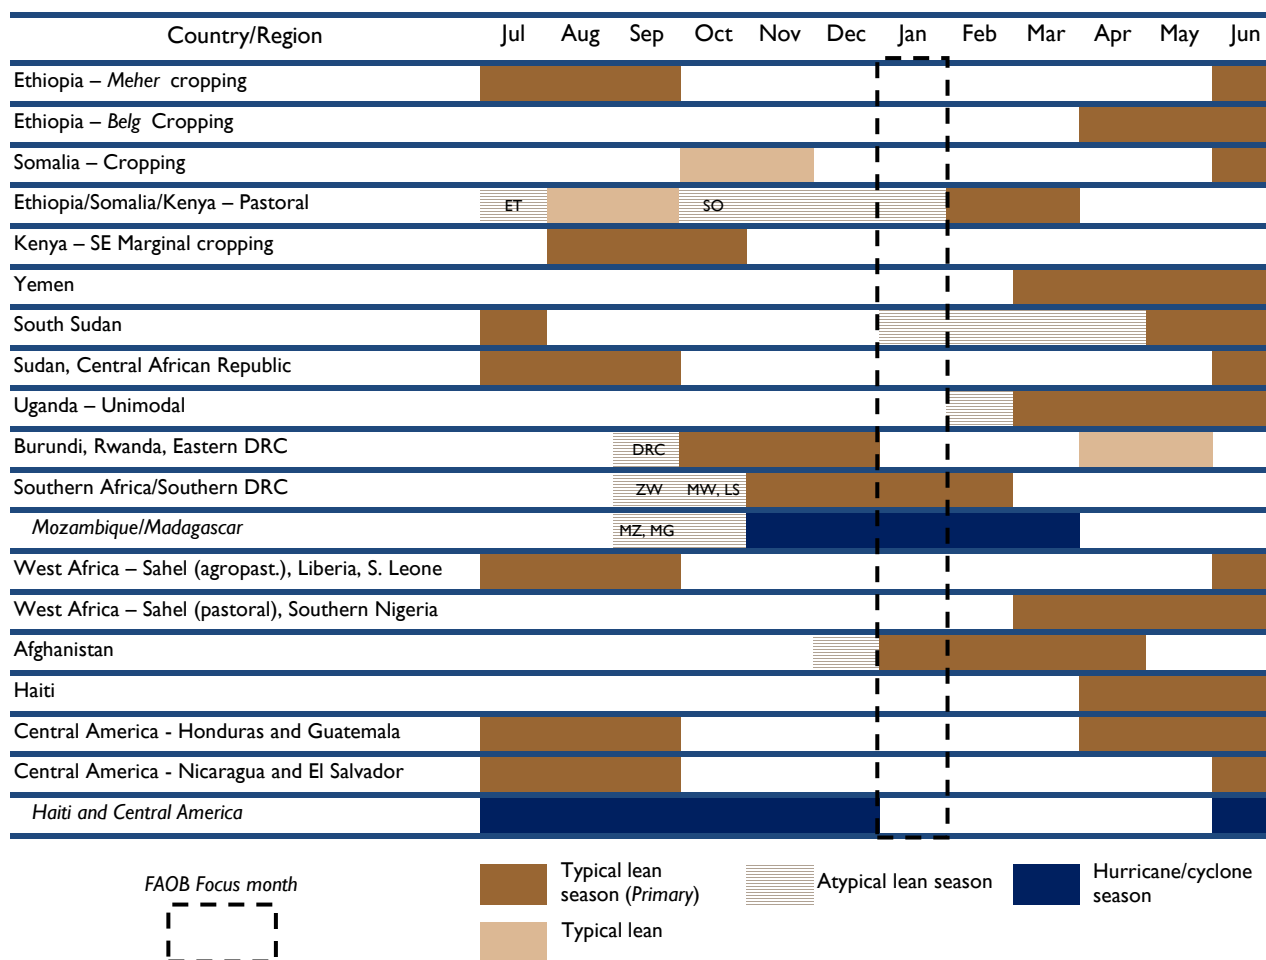 Country/Region Jul Aug Sep Oct Nov Dec Jan Feb Mar Apr May Jun
Ethiopia – Meher cropping
Ethiopia – Belg Cropping
Somalia – Cropping
Ethiopia/Somalia/Kenya – Pastoral ET SO
Kenya – SE Marginal cropping
Yemen
South Sudan
Sudan, Central African Republic
Uganda – Unimodal
Burundi, Rwanda, Eastern DRC DRC
Southern Africa/Southern DRC ZW MW, LS
Mozambique/Madagascar MZ, MG
West Africa – Sahel (agropast.), Liberia, S. Leone
West Africa – Sahel (pastoral), Southern Nigeria
Afghanistan
Haiti
Central America - Honduras and Guatemala
Central America - Nicaragua and El Salvador
Haiti and Central America
FAOB Focus month
Typical lean
season (Primary)
Typical lean
Atypical lean season
Hurricane/cyclone
season